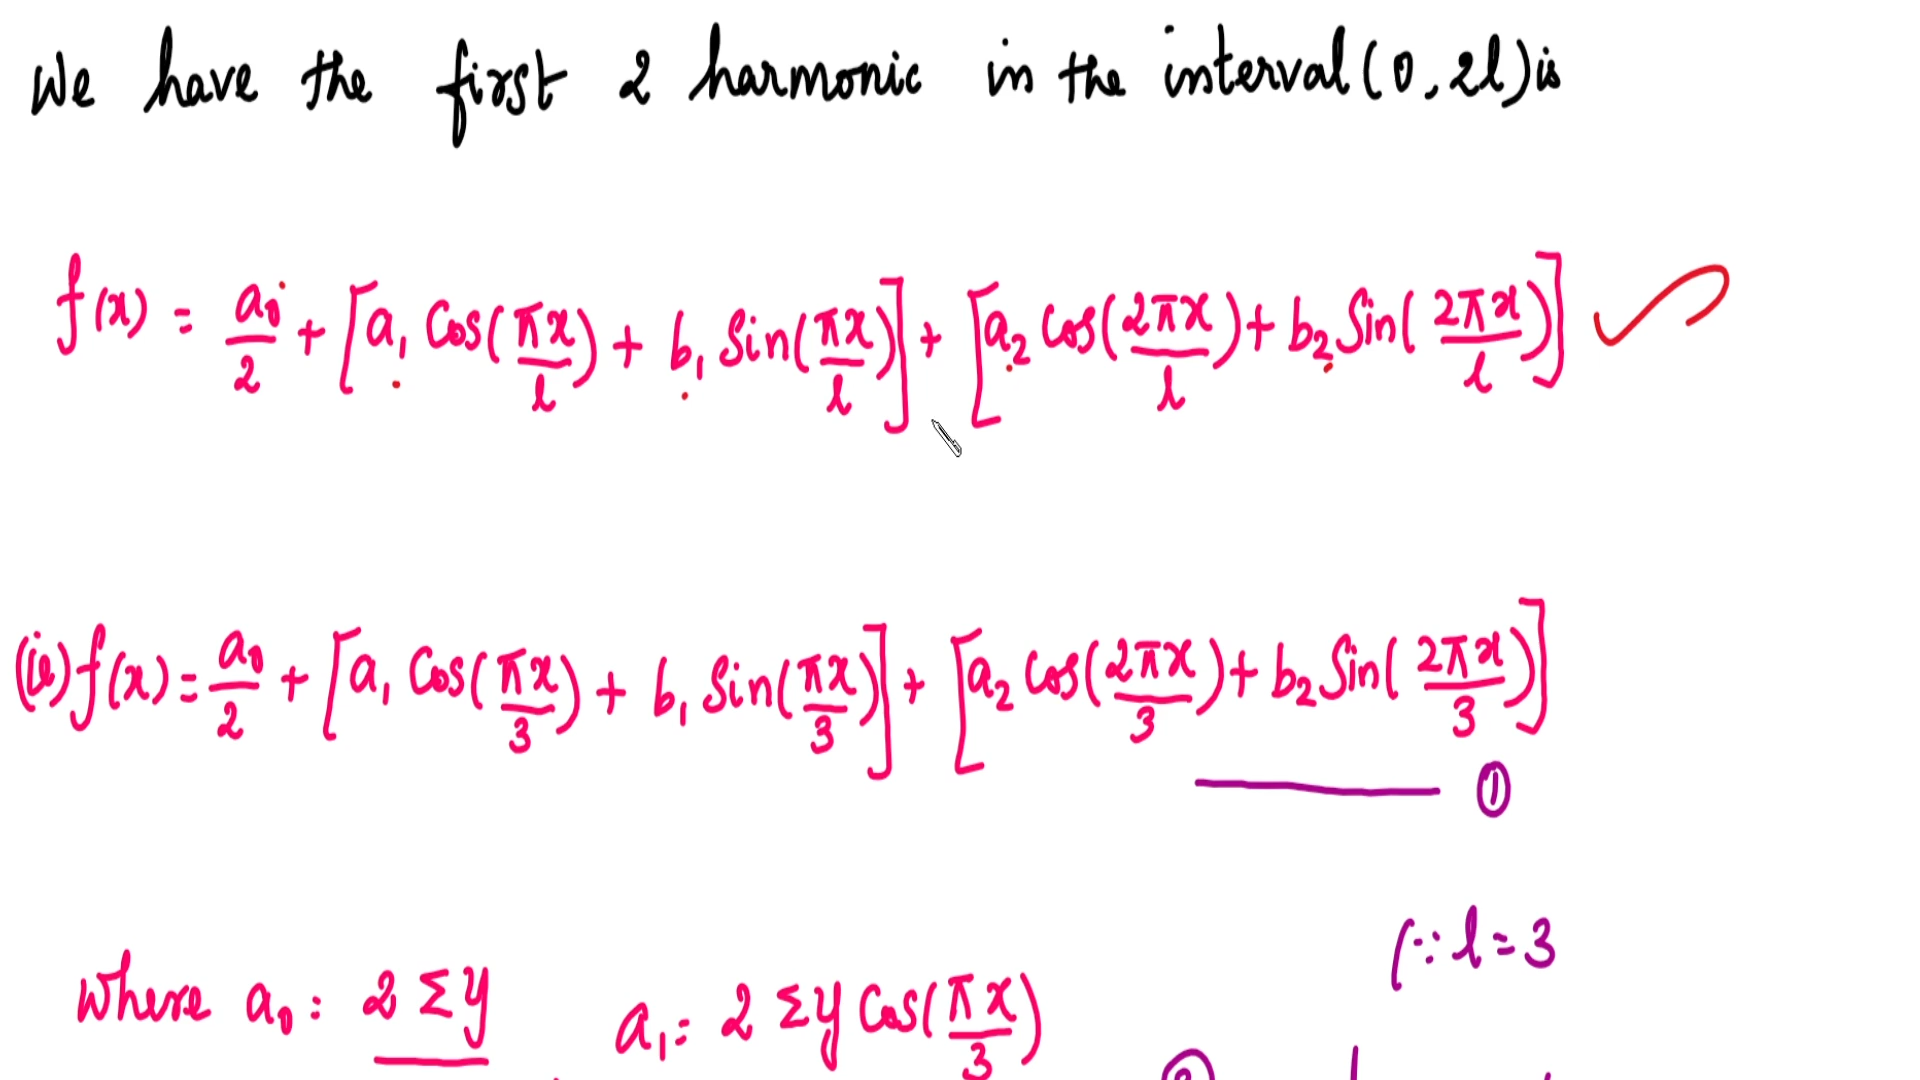 We have the first 2 harmonic in the interval (0, 2l) is
f(x) = a0/2 + [a1 Cos(πx/l) + b1 Sin(πx/l)] + [a2 Cos(2πx/l) + b2 Sin(2πx/l)]
(ie) f(x) = a0/2 + [a1 Cos(πx/3) + b1 Sin(πx/3)] + [a2 Cos(2πx/3) + b2 Sin(2πx/3)]
——— ①
(∵ l = 3
Where a0 = 2 Σy a1 = 2 Σy Cos(πx/3)